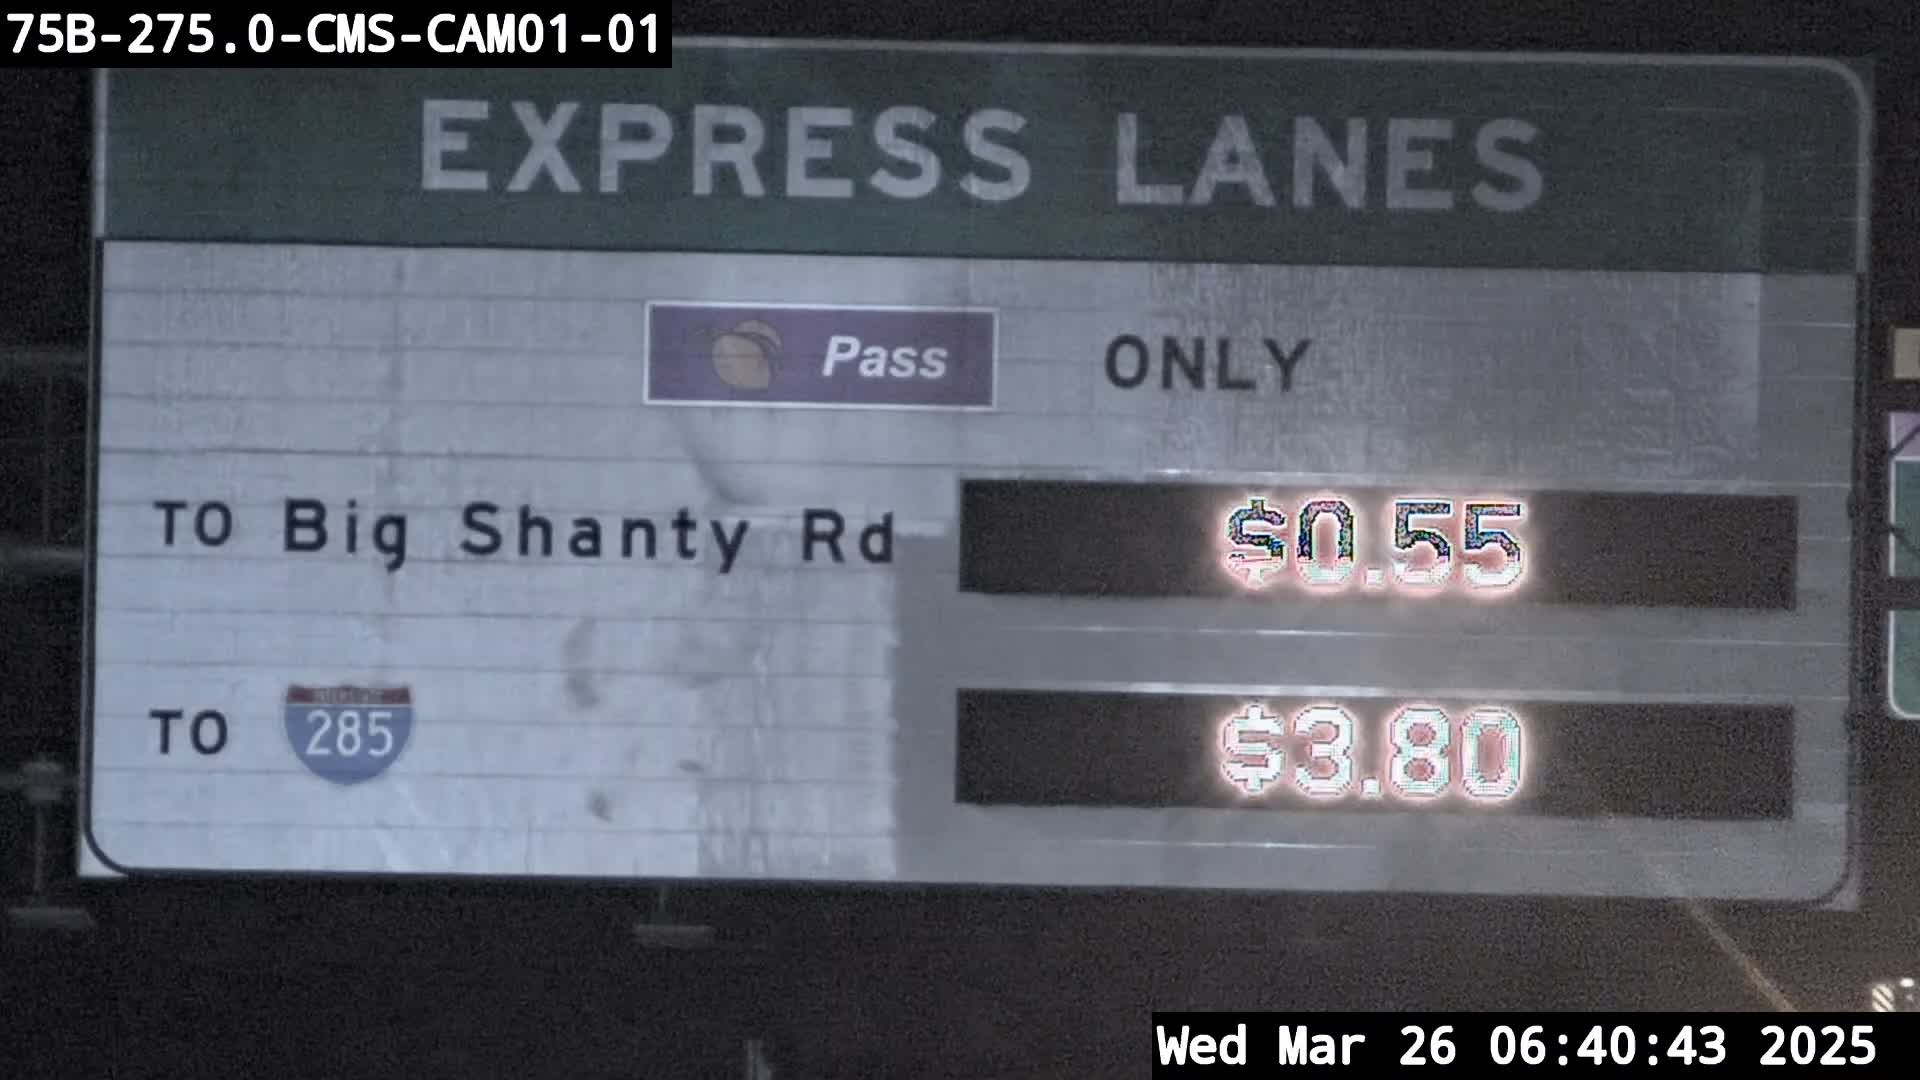 75B-275.0-CMS-CAM01-01
EXPRESS LANES
Pass ONLY
TO Big Shanty Rd $0.55
TO 285 $3.80
Wed Mar 26 06:40:43 2025